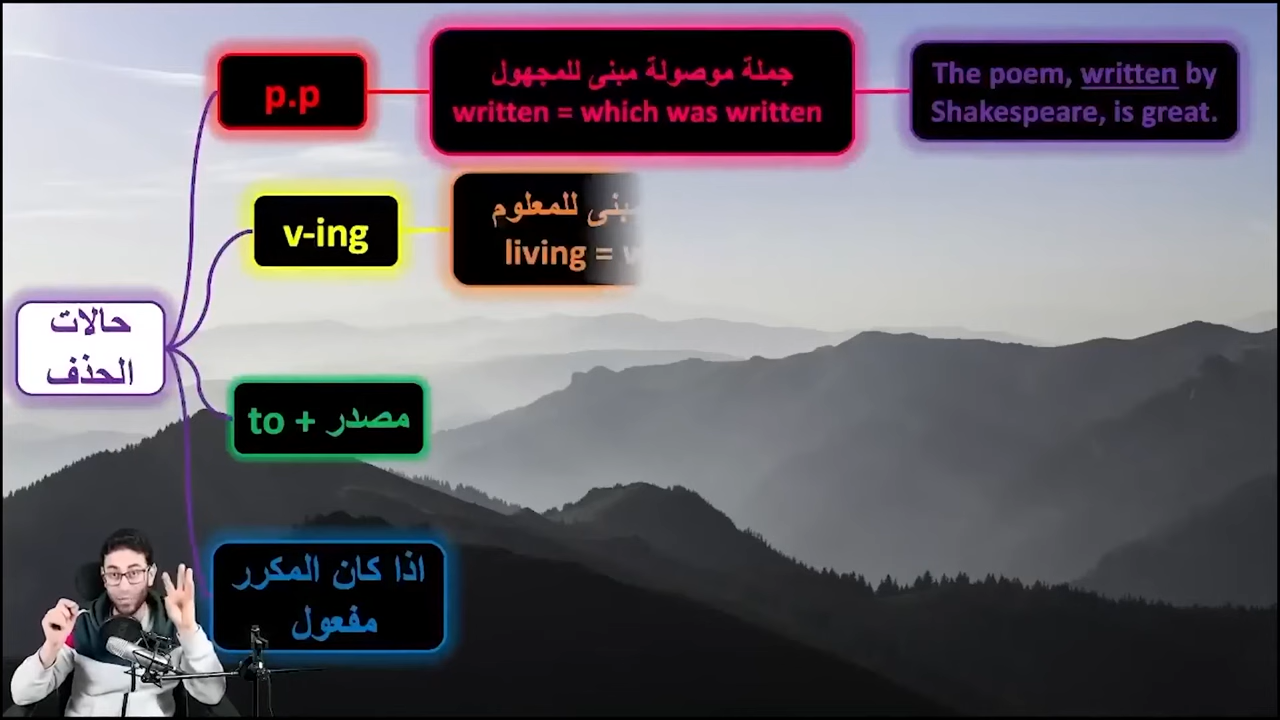 p.p
جملة موصولة مبنى للمجهول
written = which was written
The poem, written by
Shakespeare, is great.
v-ing
للمعلوم
living =
حالات
الحذف
to + مصدر
اذا كان المكرر
مفعول